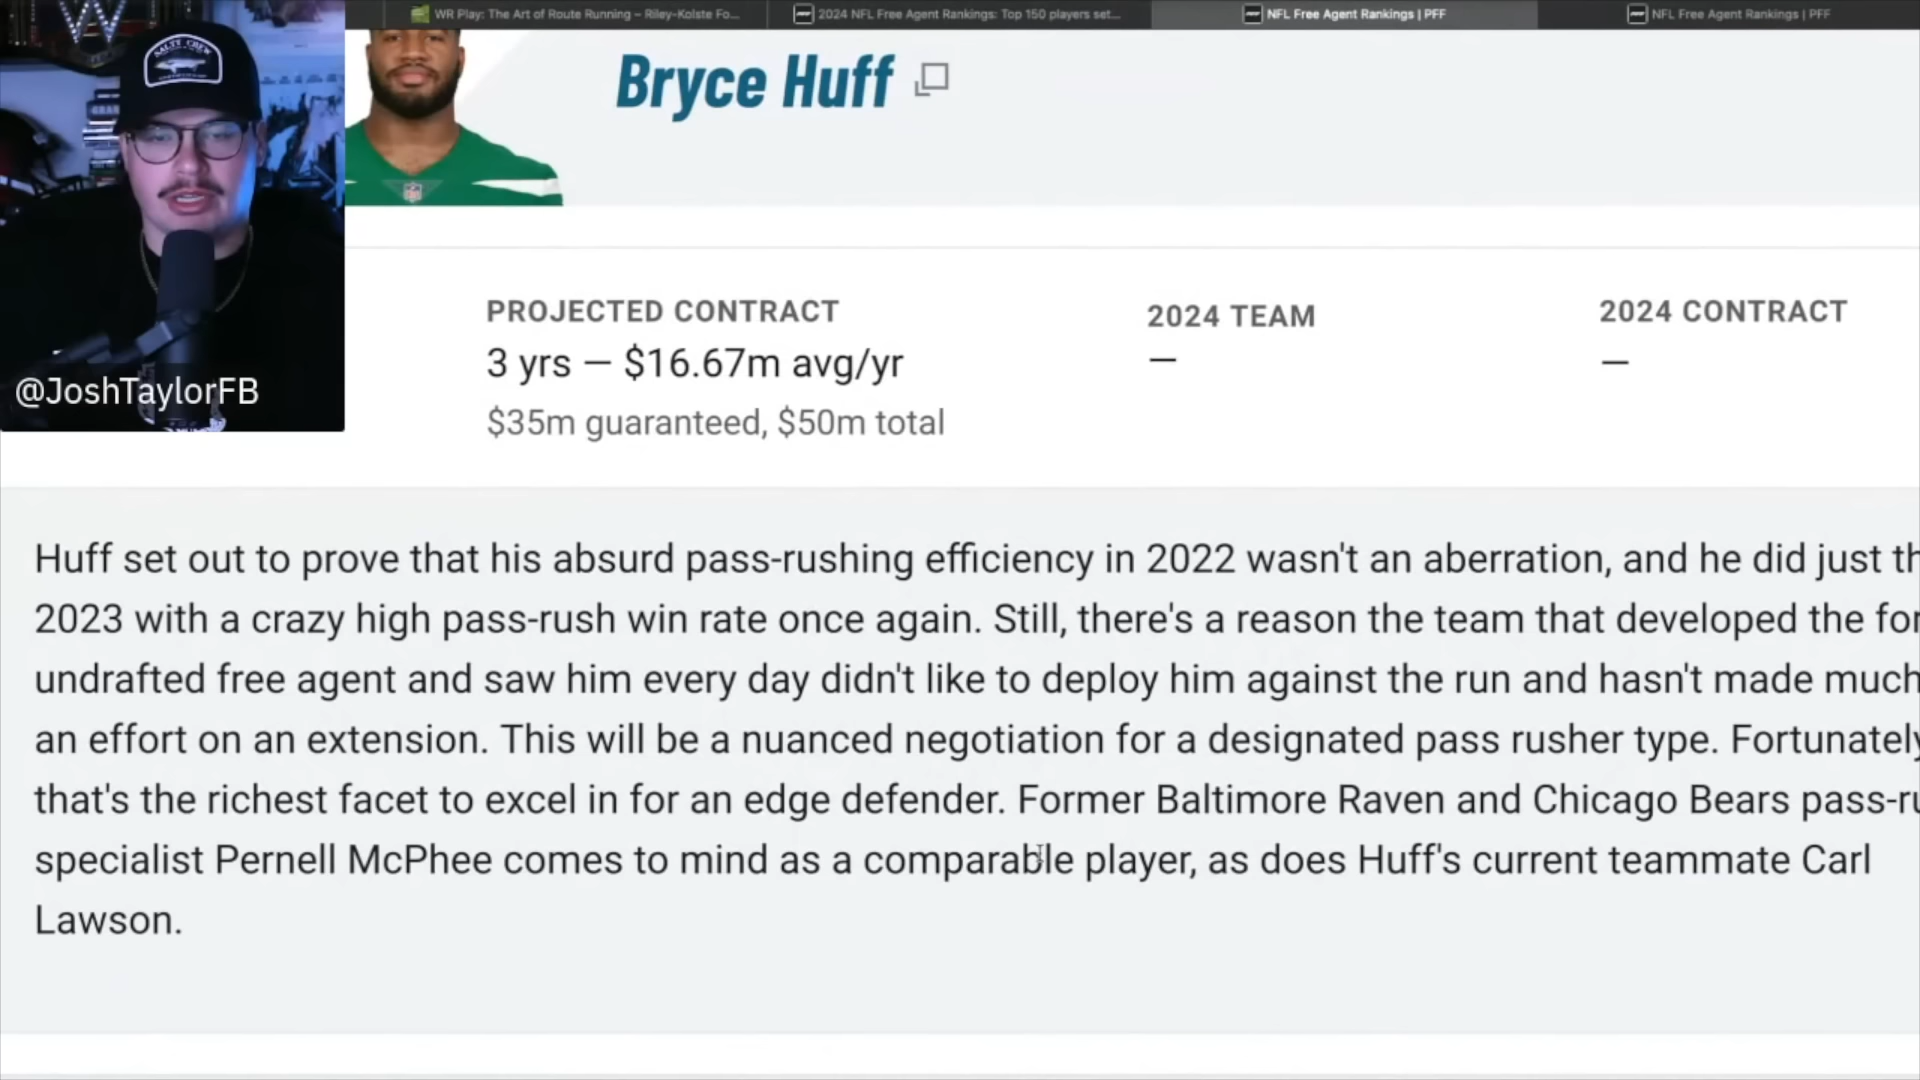 WR Play: The Art of Route Running – Riley-Kolste Fo...
2024 NFL Free Agent Rankings: Top 150 players set...
NFL Free Agent Rankings | PFF
NFL Free Agent Rankings | PFF
SALTY CREW
Bryce Huff
@JoshTaylorFB
PROJECTED CONTRACT
3 yrs — $16.67m avg/yr
$35m guaranteed, $50m total
2024 TEAM
—
2024 CONTRACT
—
Huff set out to prove that his absurd pass-rushing efficiency in 2022 wasn't an aberration, and he did just th
2023 with a crazy high pass-rush win rate once again. Still, there's a reason the team that developed the for
undrafted free agent and saw him every day didn't like to deploy him against the run and hasn't made much
an effort on an extension. This will be a nuanced negotiation for a designated pass rusher type. Fortunately
that's the richest facet to excel in for an edge defender. Former Baltimore Raven and Chicago Bears pass-ru
specialist Pernell McPhee comes to mind as a comparable player, as does Huff's current teammate Carl
Lawson.